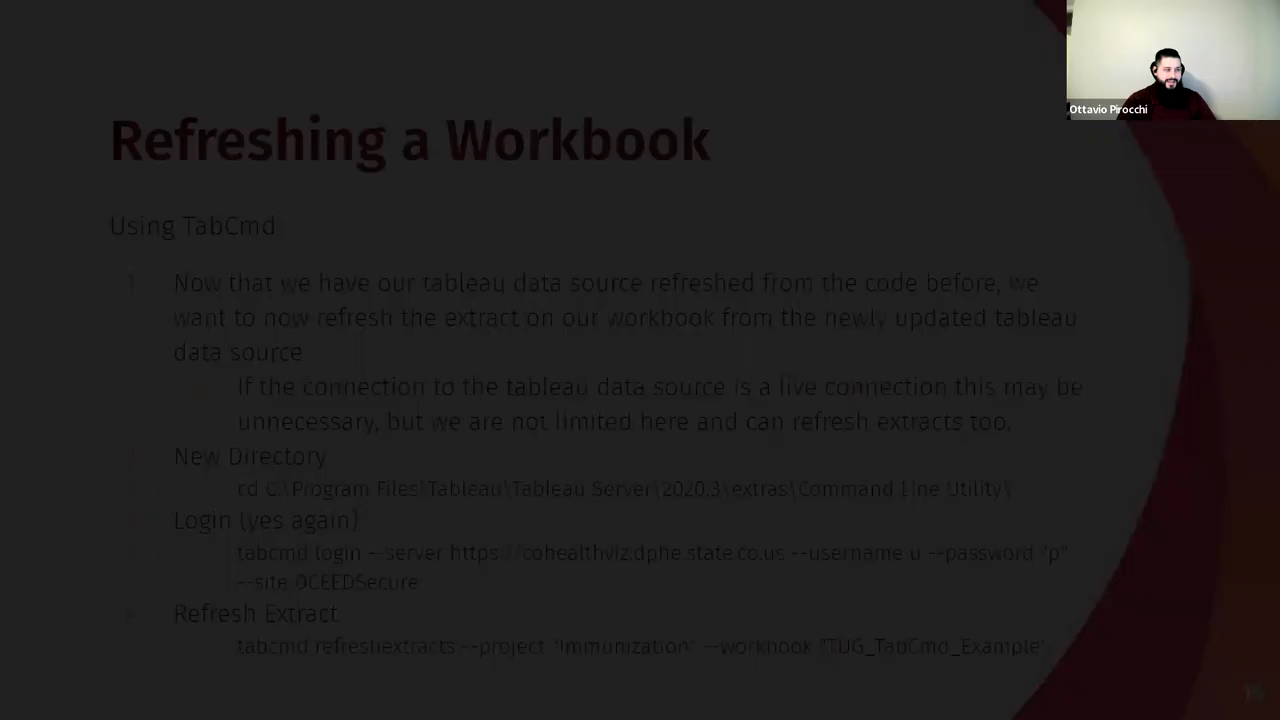 Ottavio Pirocchi
Refreshing a Workbook
Using TabCmd
1. Now that we have our tableau data source refreshed from the code before, we
want to now refresh the extract on our workbook from the newly updated tableau
data source
If the connection to the tableau data source is a live connection this may be
unnecessary, but we are not limited here and can refresh extracts too.
New Directory
cd C:\Program Files\Tableau\Tableau Server\2020.3\extras\Command Line Utility\
Login (yes again)
tabcmd login --server https://cohealthviz.dphe.state.co.us --username u --password "p"
--site OCEEDSecure
Refresh Extract
tabcmd refreshextracts --project "Immunization" --workbook "TUG_TabCmd_Example"